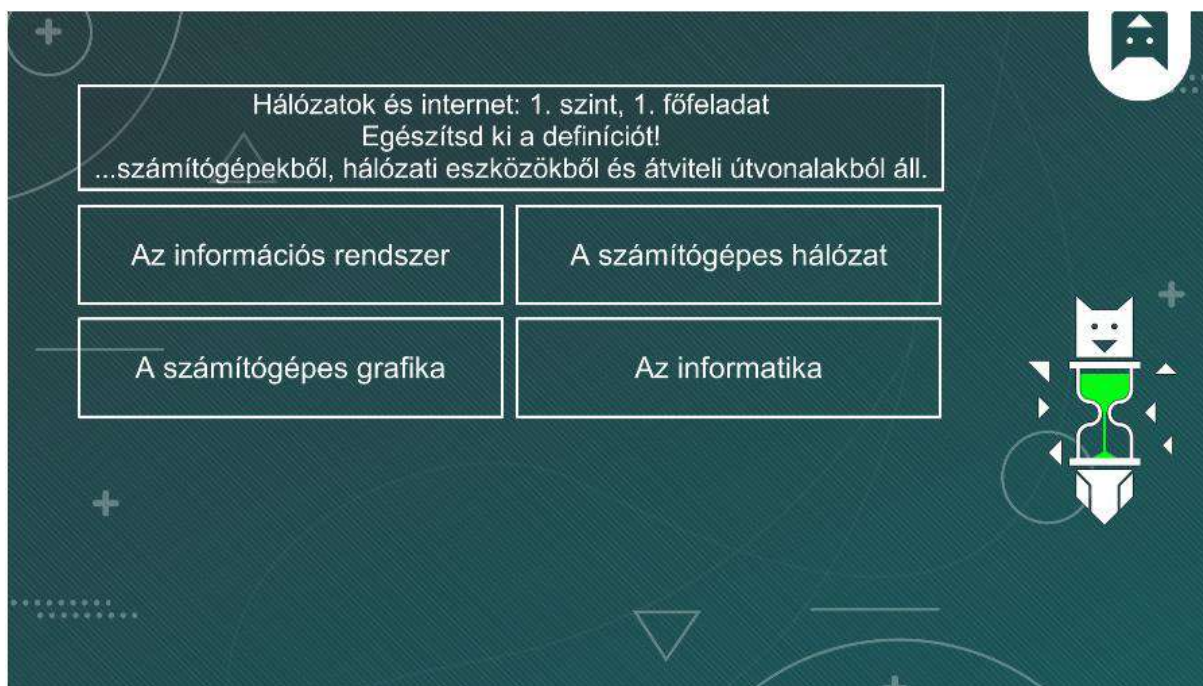 Hálózatok és internet: 1. szint, 1. főfeladat
Egészítsd ki a definíciót!
...számítógépekből, hálózati eszközökből és átviteli útvonalakból áll.
Az információs rendszer
A számítógépes hálózat
A számítógépes grafika
Az informatika